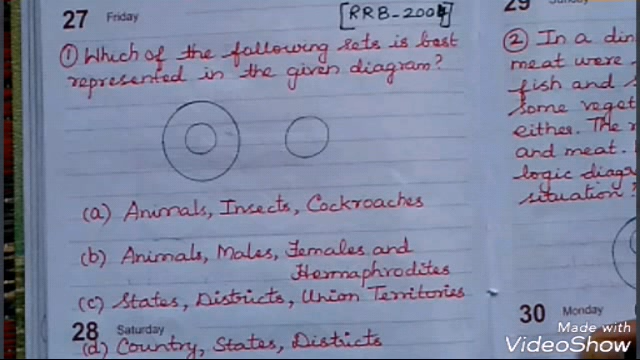 27 Friday
[RRB-2004]
① Which of the following sets is best
represented in the given diagram?
(a) Animals, Insects, Cockroaches
(b) Animals, Males, Females and
Hermaphrodites
(c) States, Districts, Union Territories
28 Saturday
(d) Country, States, Districts
29
② In a din
meat were
fish and
some veget
either. The
and meat.
logic diagra
situation?
30 Monday
Made with
VideoShow